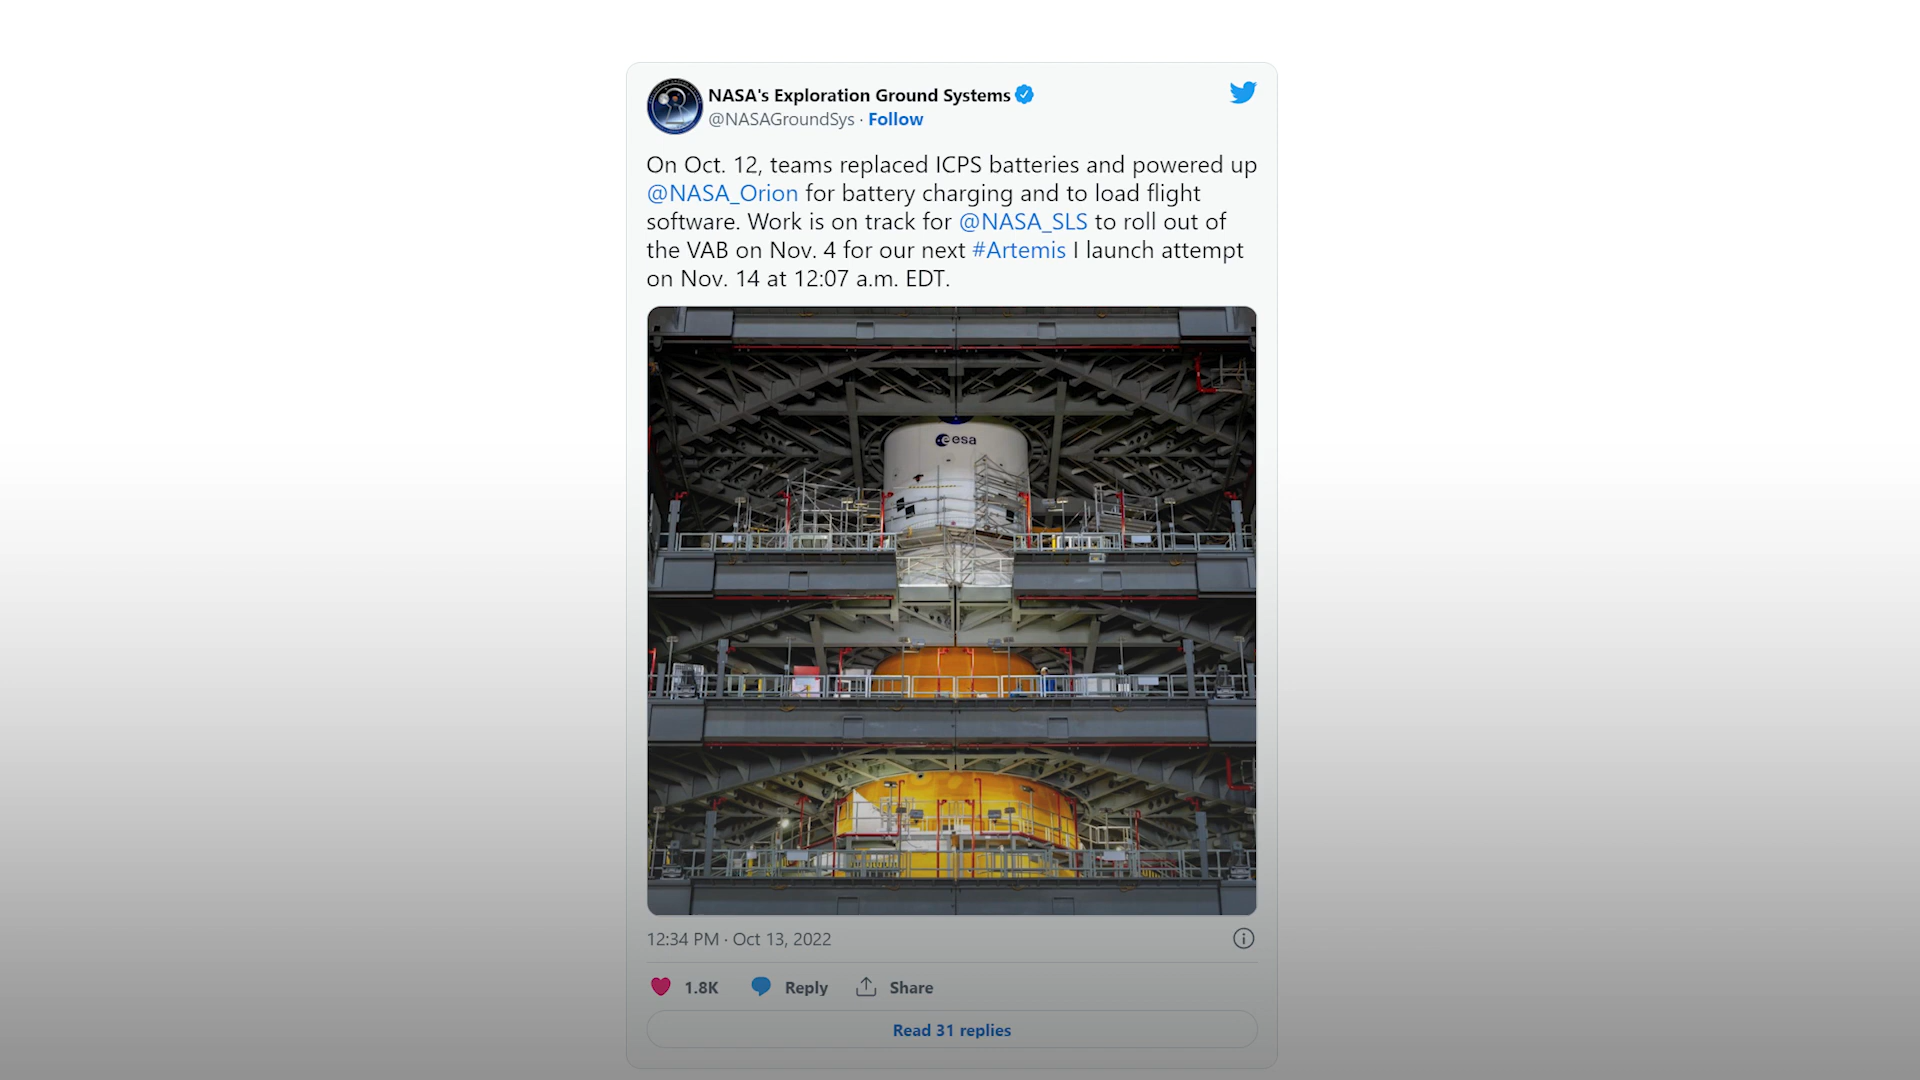 NASA's Exploration Ground Systems
@NASAGroundSys · Follow
On Oct. 12, teams replaced ICPS batteries and powered up
@NASA_Orion for battery charging and to load flight
software. Work is on track for @NASA_SLS to roll out of
the VAB on Nov. 4 for our next #Artemis I launch attempt
on Nov. 14 at 12:07 a.m. EDT.
esa
12:34 PM · Oct 13, 2022
1.8K Reply Share
Read 31 replies